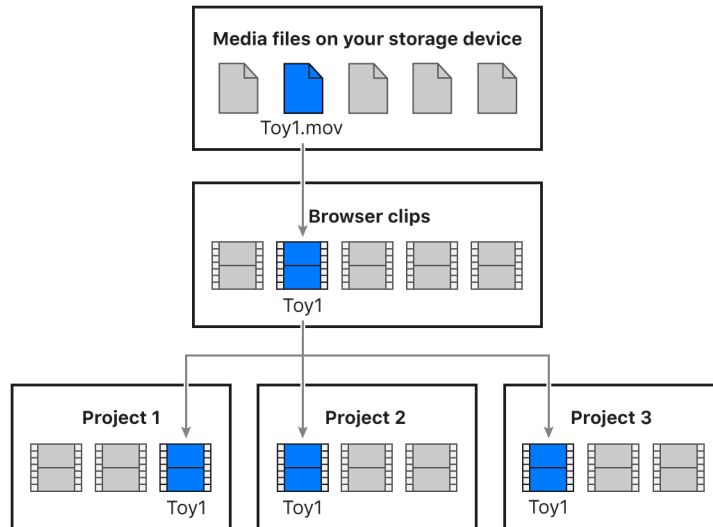 Media files on your storage device
Toy1.mov
Browser clips
Toy1
Project 1
Project 2
Project 3
Toy1
Toy1
Toy1